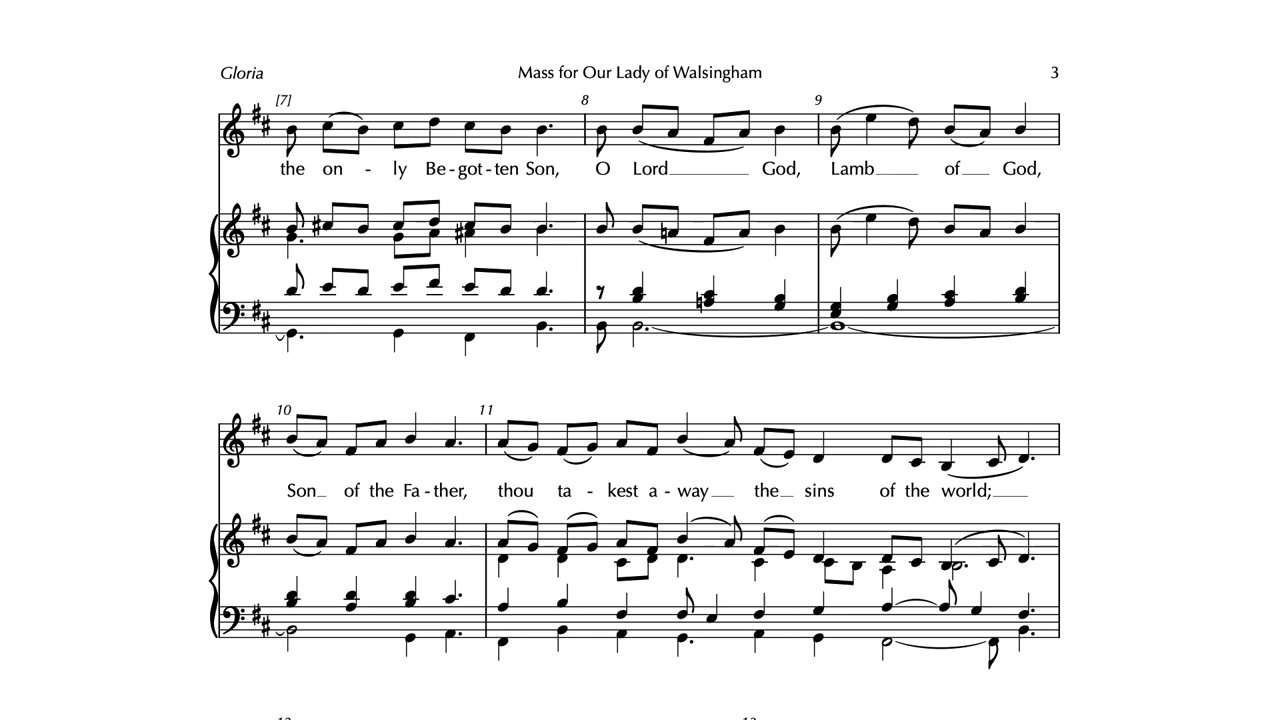 Gloria Mass for Our Lady of Walsingham 3
[7] 8 9
the on - ly Be - got - ten Son, O Lord God, Lamb of God,
10 11
Son of the Fa - ther, thou ta - kest a - way the sins of the world;